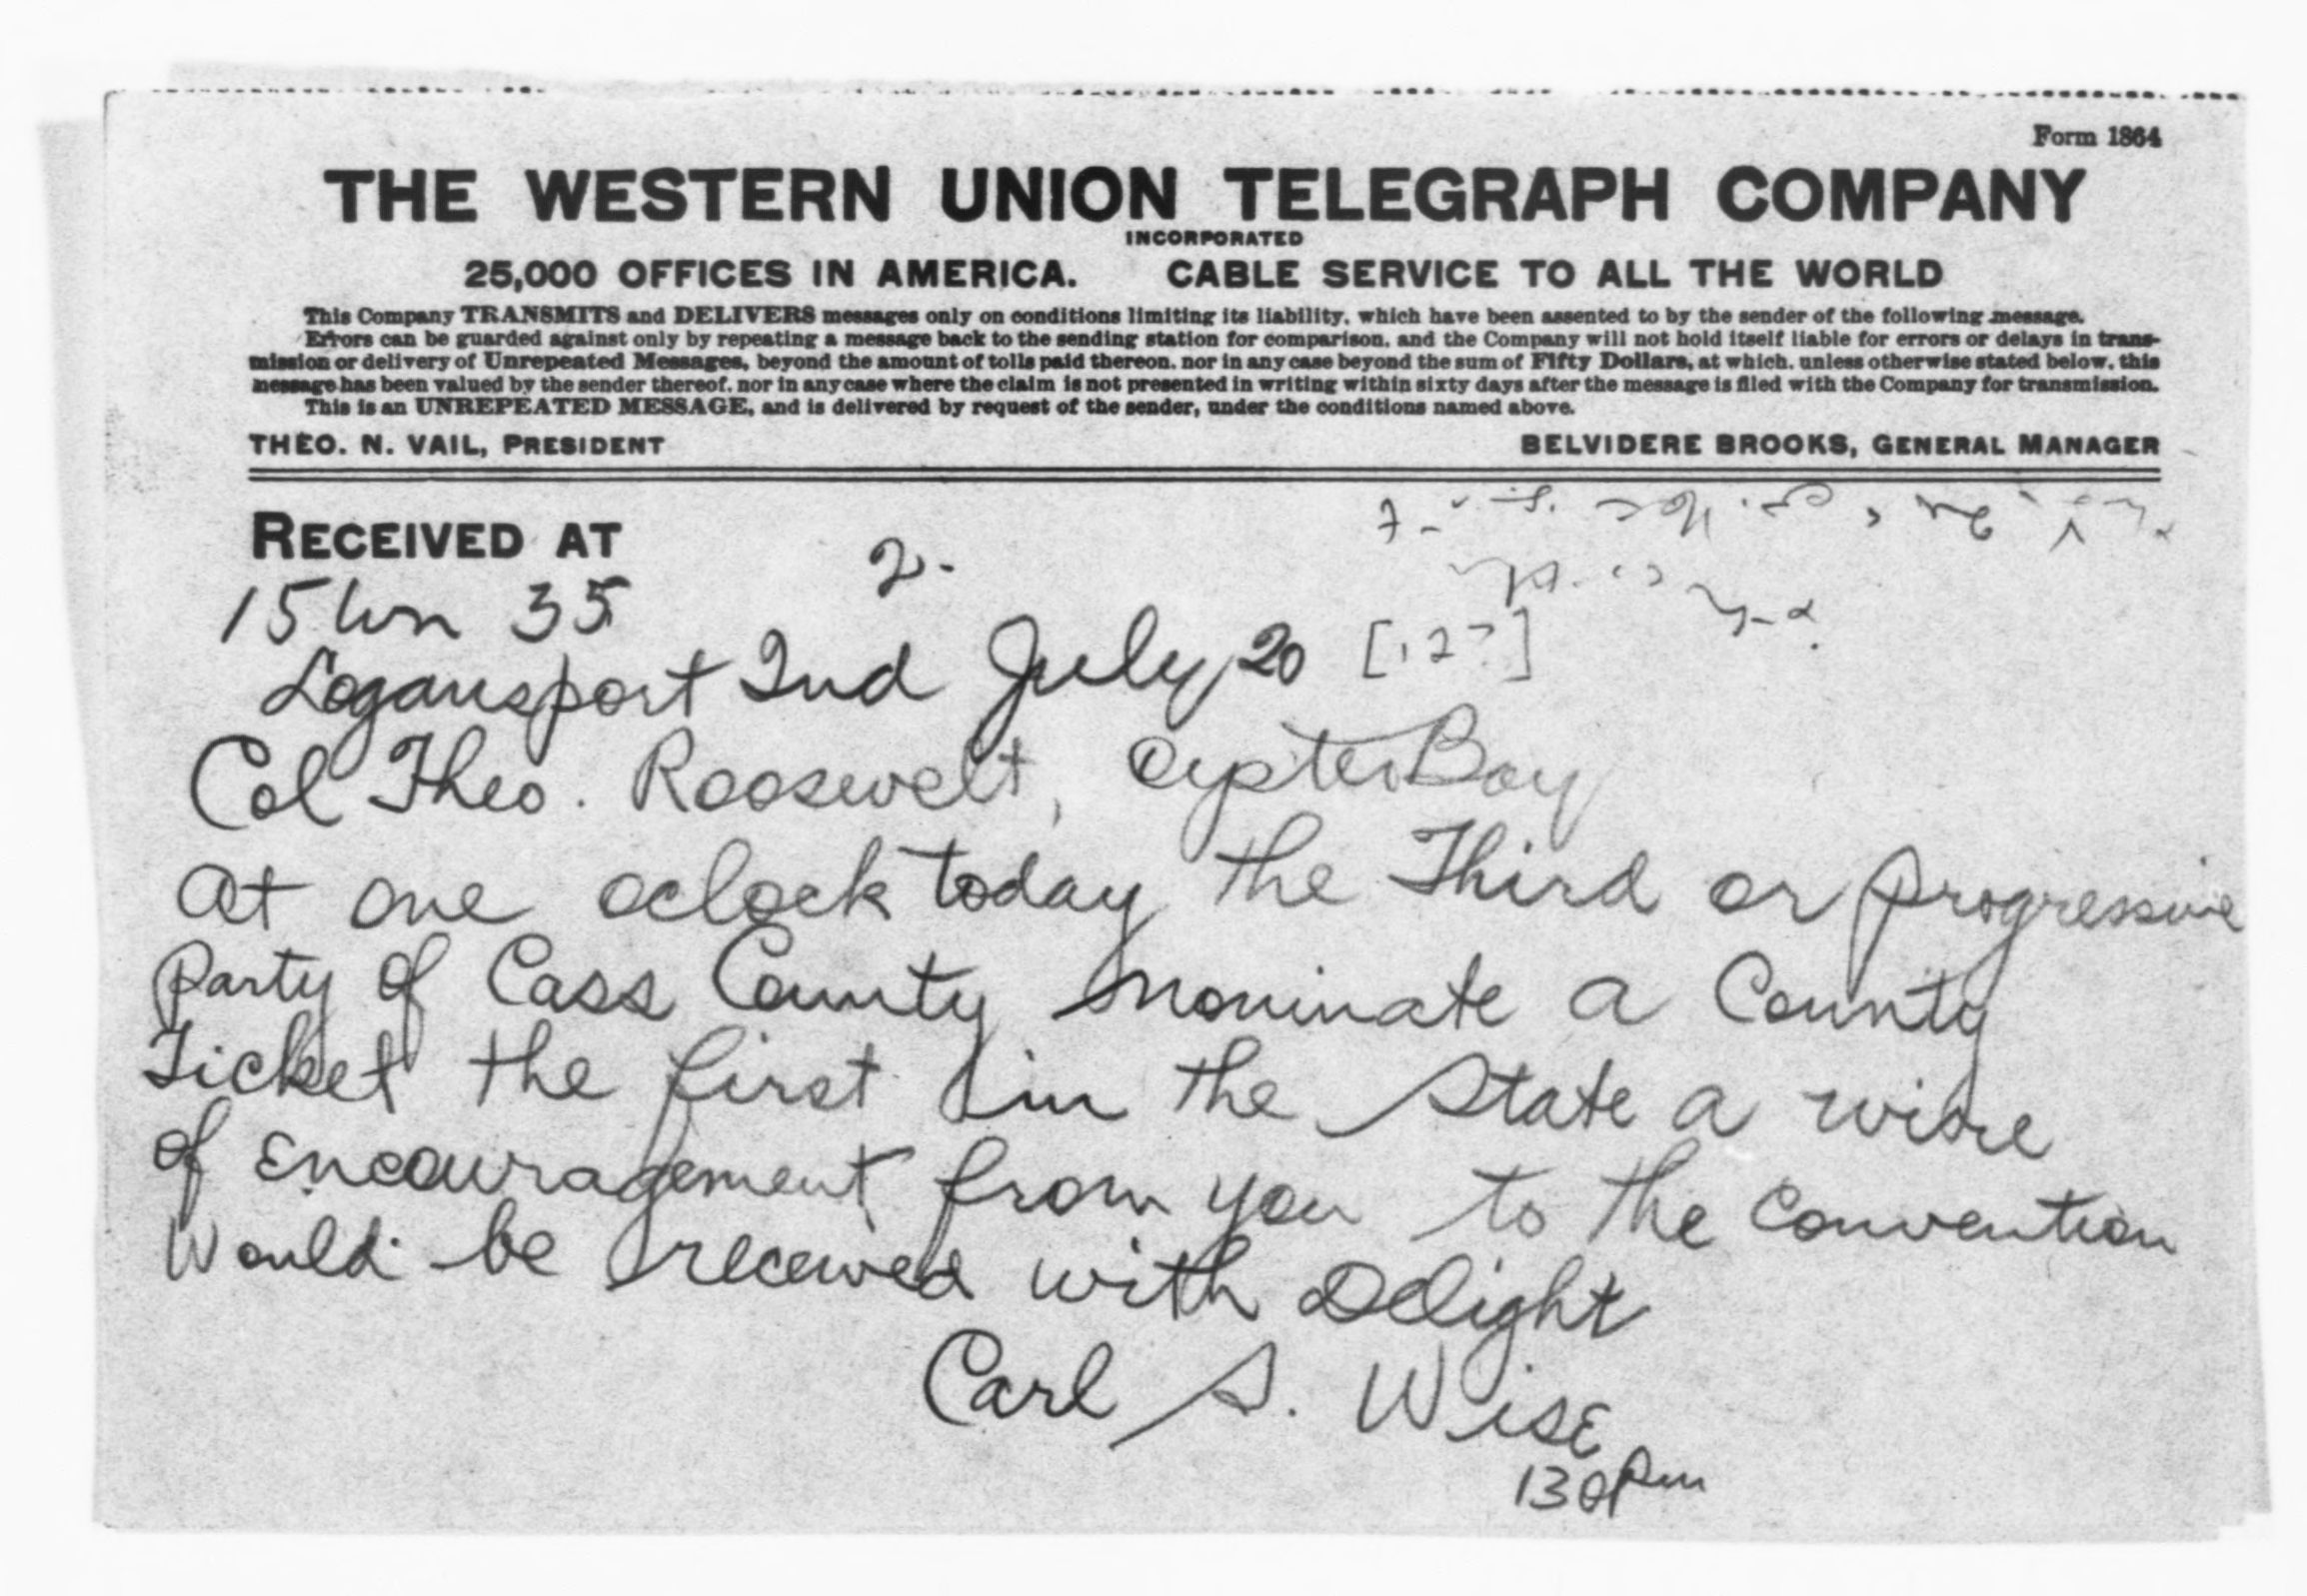 Form 1864
THE WESTERN UNION TELEGRAPH COMPANY
INCORPORATED
25,000 OFFICES IN AMERICA. CABLE SERVICE TO ALL THE WORLD
This Company TRANSMITS and DELIVERS messages only on conditions limiting its liability, which have been assented to by the sender of the following message.
Errors can be guarded against only by repeating a message back to the sending station for comparison, and the Company will not hold itself liable for errors or delays in trans-
mission or delivery of Unrepeated Messages, beyond the amount of tolls paid thereon, nor in any case beyond the sum of Fifty Dollars, at which, unless otherwise stated below, this
message has been valued by the sender thereof, nor in any case where the claim is not presented in writing within sixty days after the message is filed with the Company for transmission.
This is an UNREPEATED MESSAGE, and is delivered by request of the sender, under the conditions named above.
THEO. N. VAIL, PRESIDENT BELVIDERE BROOKS, GENERAL MANAGER
RECEIVED AT
2.
15 35
Logansport Ind July 20 [12?]
Col Theo. Roosevelt, Oyster Bay
At one oclock today the Third or progressive
Party of Cass County nominate a County
Ticket the first in the State a wire
of encouragement from you to the Convention
Would be received with Delight
Carl S. Wise
130Pm